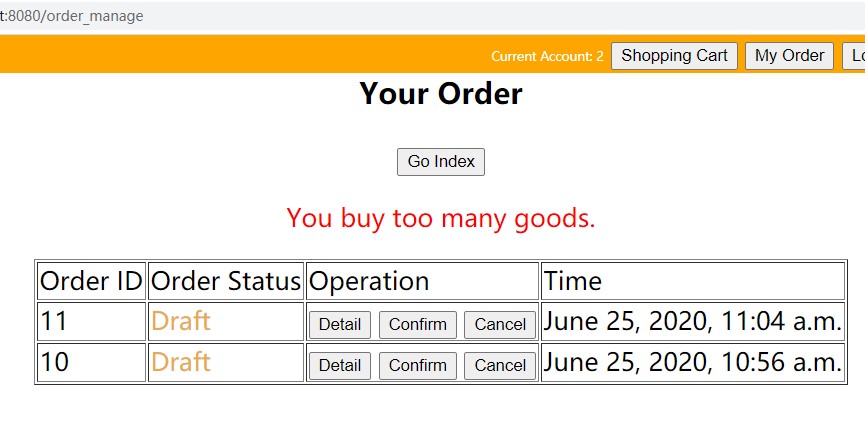 t:8080/order_manage
Current Account: 2 Shopping Cart My Order Lo
Your Order
Go Index
You buy too many goods.
Order ID Order Status Operation Time
11 Draft Detail Confirm Cancel June 25, 2020, 11:04 a.m.
10 Draft Detail Confirm Cancel June 25, 2020, 10:56 a.m.